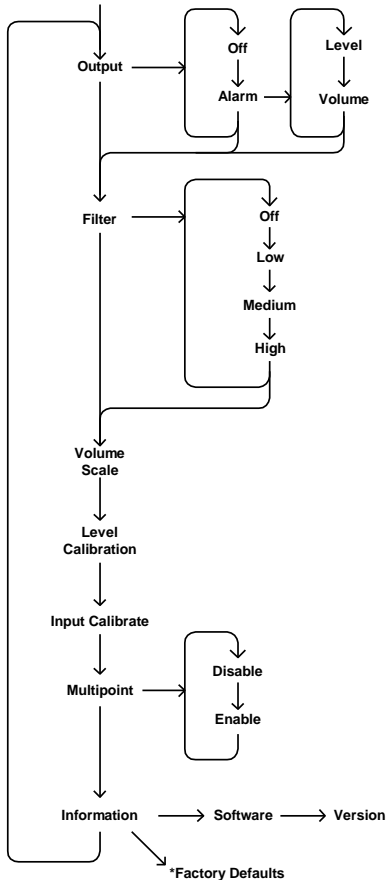 Output
Off
Alarm
Level
Volume
Filter
Off
Low
Medium
High
Volume
Scale
Level
Calibration
Input Calibrate
Multipoint
Disable
Enable
Information
Software
Version
*Factory Defaults